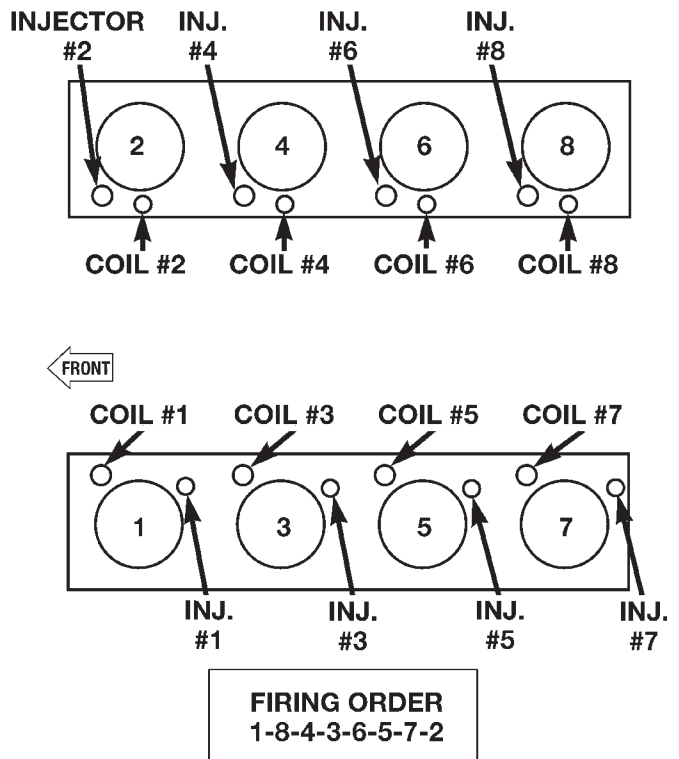 INJECTOR #2
INJ. #4
INJ. #6
INJ. #8
2
4
6
8
COIL #2
COIL #4
COIL #6
COIL #8
FRONT
COIL #1
COIL #3
COIL #5
COIL #7
1
3
5
7
INJ. #1
INJ. #3
INJ. #5
INJ. #7
FIRING ORDER
1-8-4-3-6-5-7-2